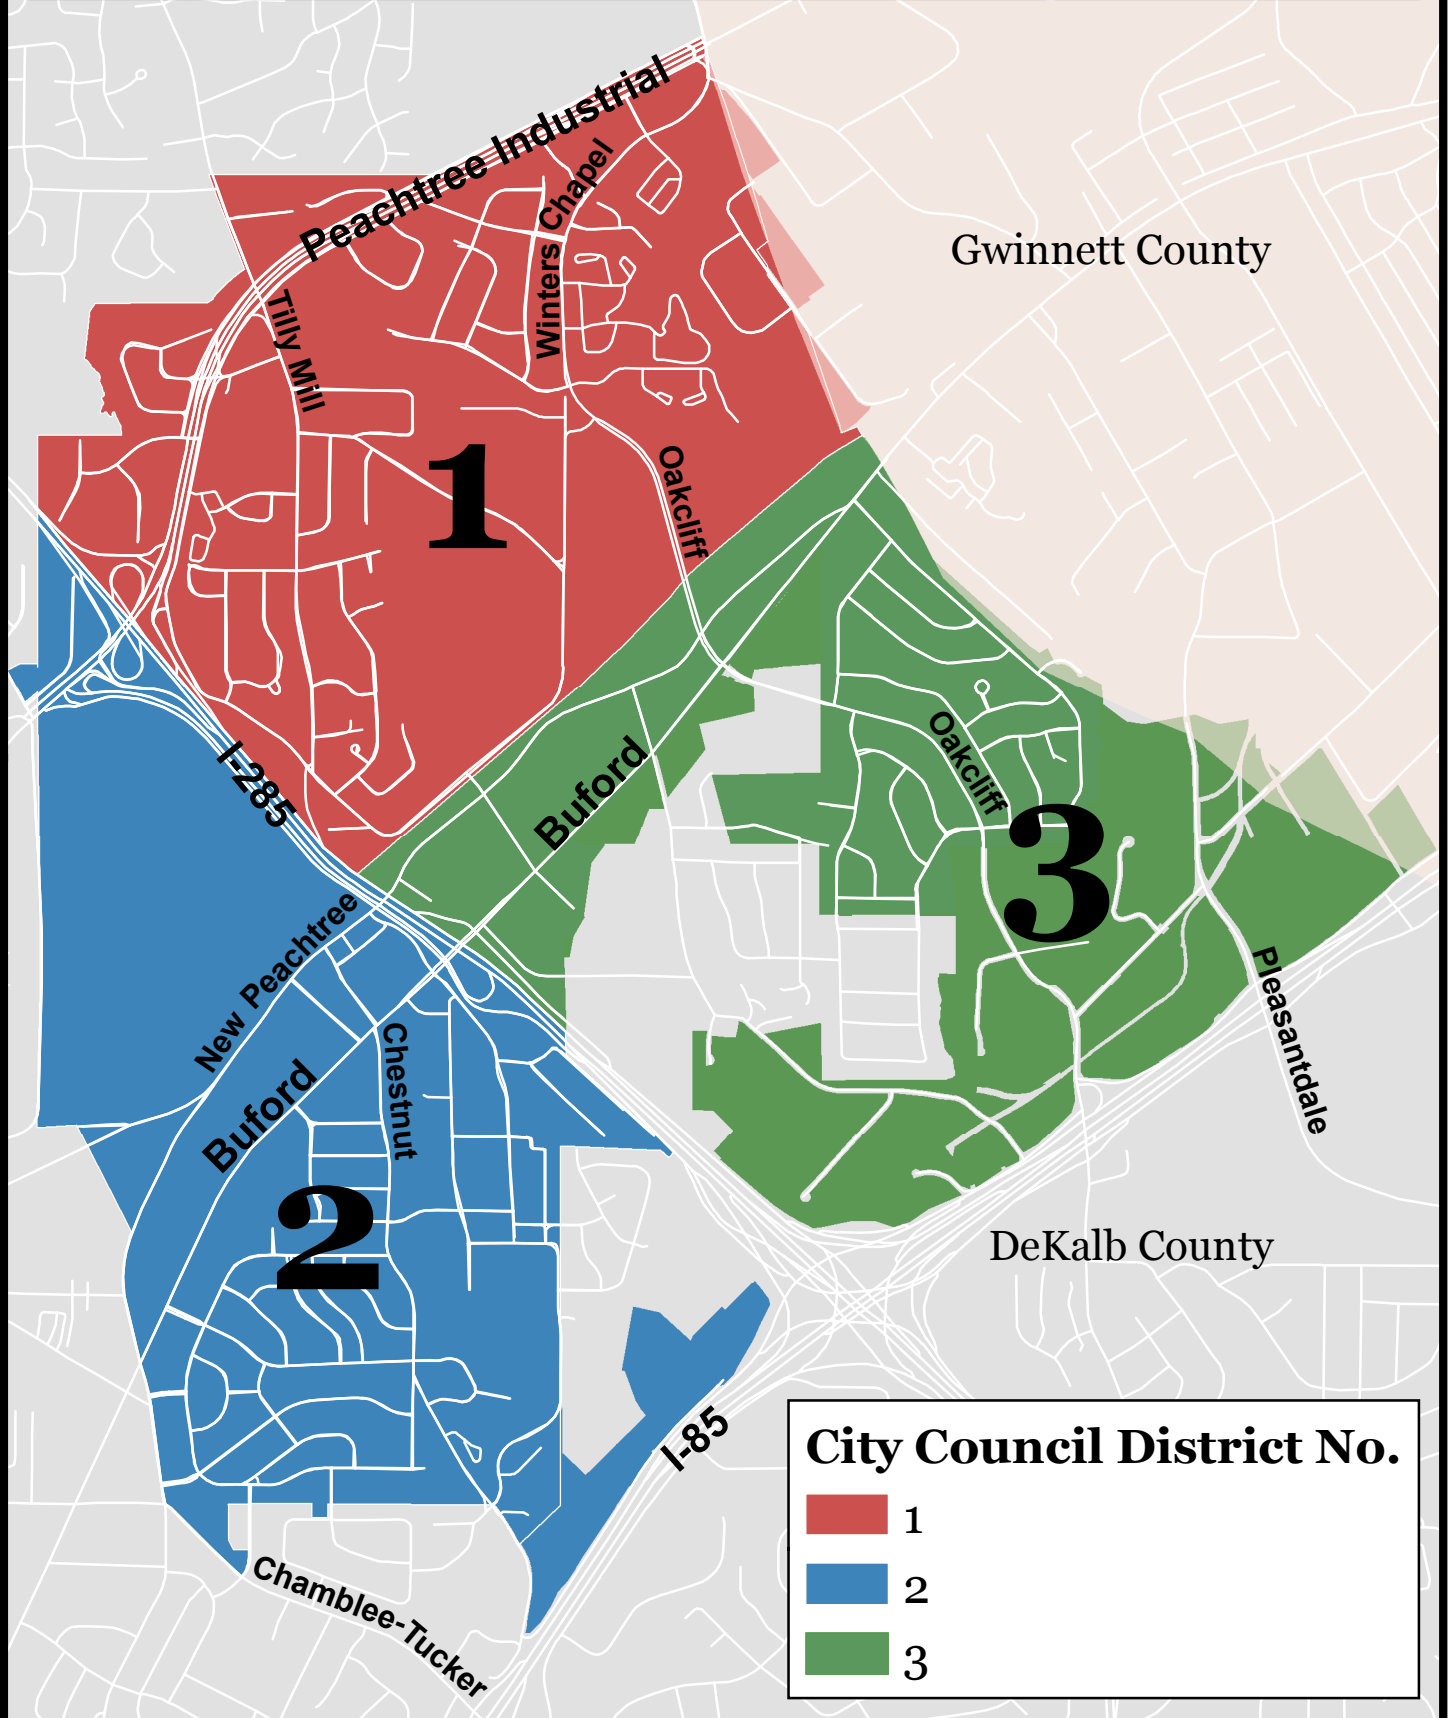 Peachtree Industrial
Winters Chapel
Gwinnett County
Tilly Mill
1
Oakcliff
I-285
Buford
Oakcliff
3
New Peachtree
Pleasantdale
Chestnut
Buford
2
DeKalb County
I-85
Chamblee-Tucker
City Council District No.
1
2
3